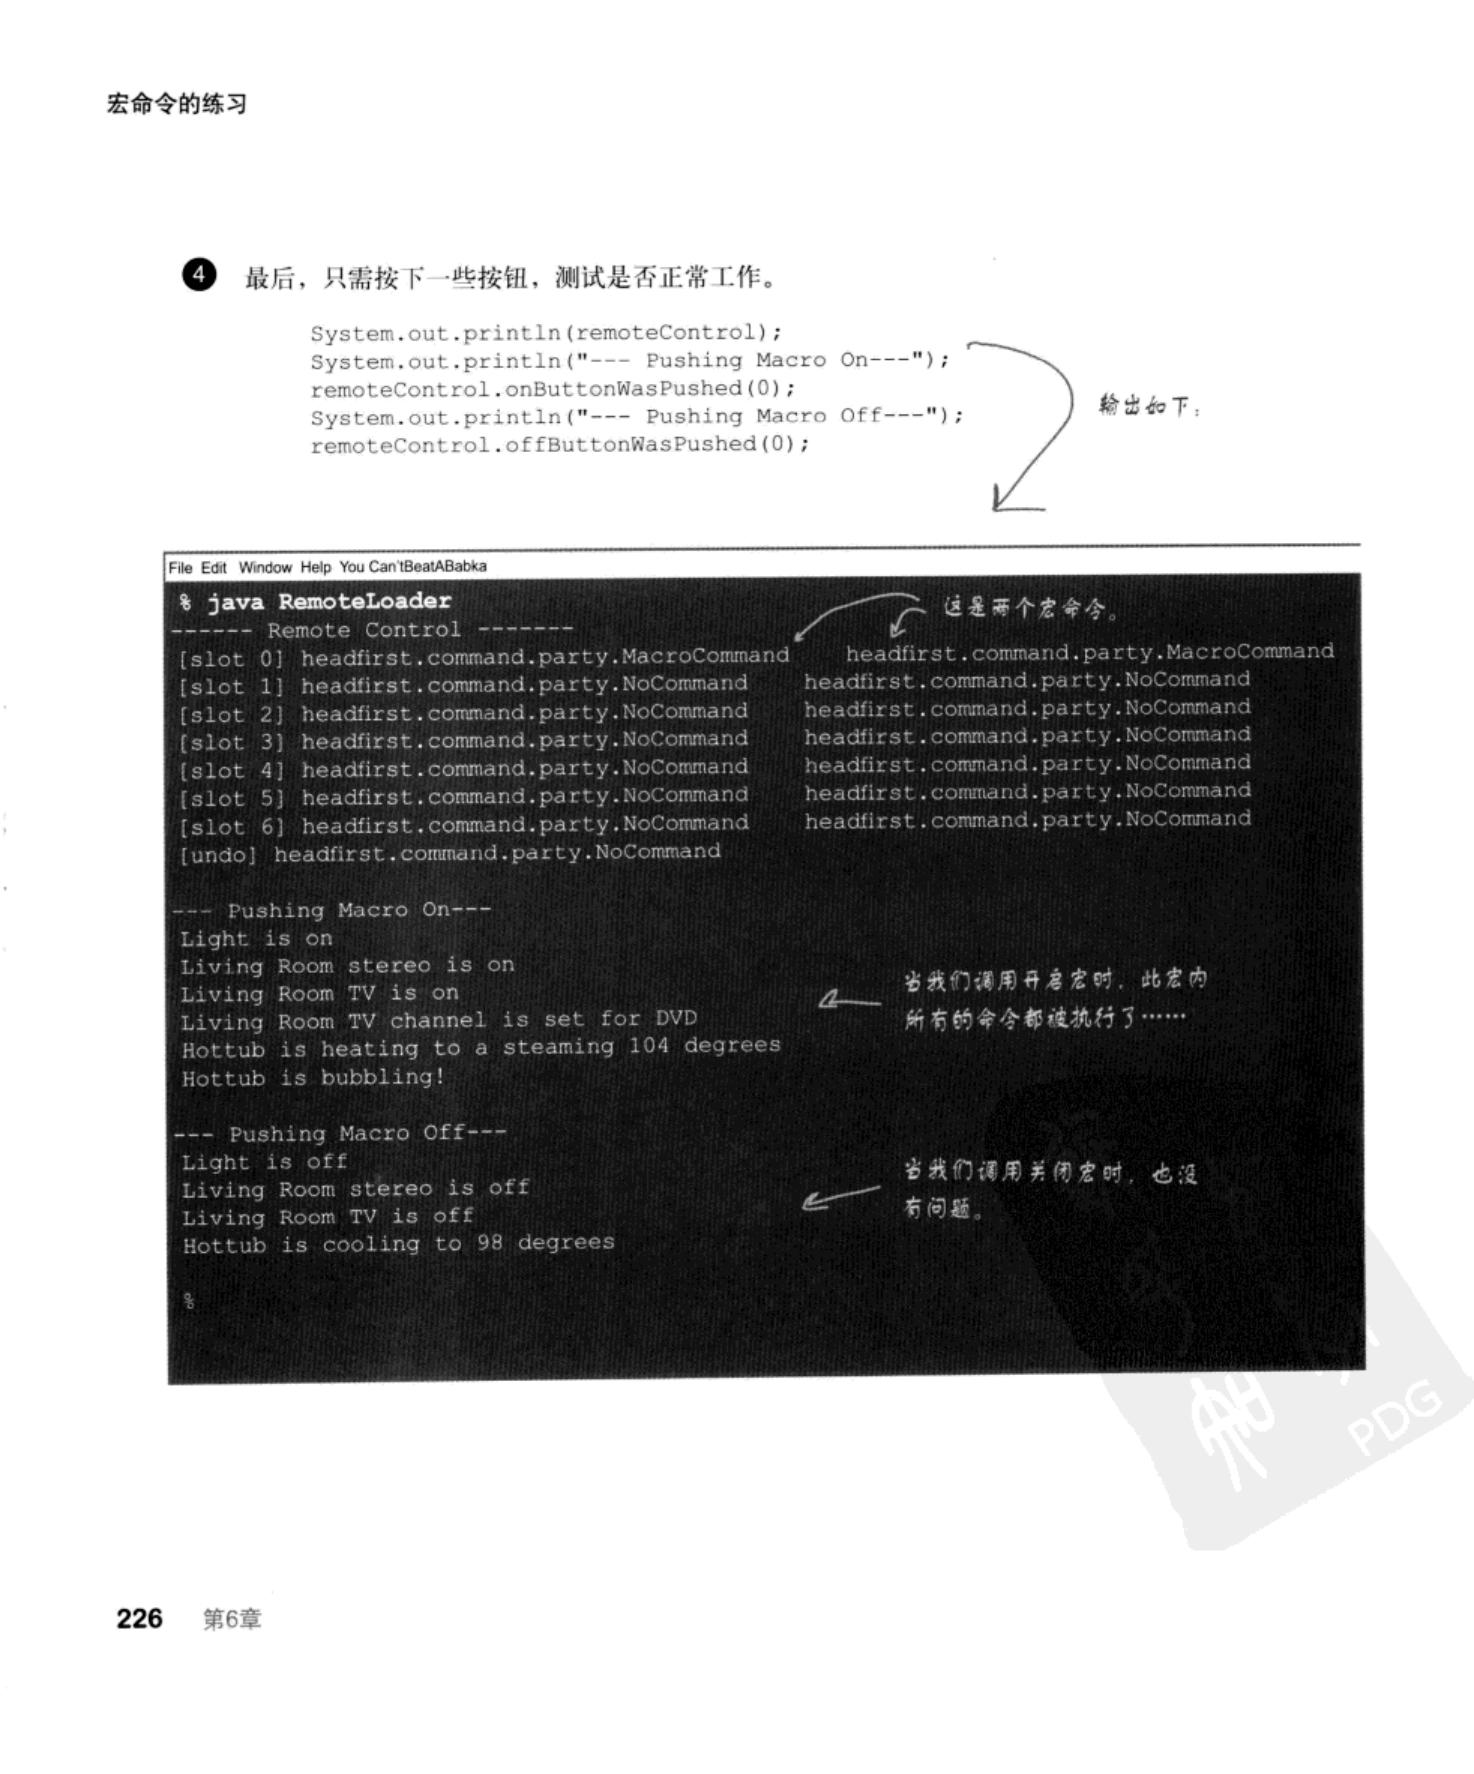 宏命令的练习
4 最后，只需按下一些按钮，测试是否正常工作。
System.out.println(remoteControl);
System.out.println("--- Pushing Macro On---");
remoteControl.onButtonWasPushed(0);
System.out.println("--- Pushing Macro Off---");
remoteControl.offButtonWasPushed(0);
输出如下：
File Edit Window Help You Can'tBeatABabka
% java RemoteLoader
这是两个宏命令。
------ Remote Control -------
[slot 0] headfirst.command.party.MacroCommand headfirst.command.party.MacroCommand
[slot 1] headfirst.command.party.NoCommand headfirst.command.party.NoCommand
[slot 2] headfirst.command.party.NoCommand headfirst.command.party.NoCommand
[slot 3] headfirst.command.party.NoCommand headfirst.command.party.NoCommand
[slot 4] headfirst.command.party.NoCommand headfirst.command.party.NoCommand
[slot 5] headfirst.command.party.NoCommand headfirst.command.party.NoCommand
[slot 6] headfirst.command.party.NoCommand headfirst.command.party.NoCommand
[undo] headfirst.command.party.NoCommand
--- Pushing Macro On---
Light is on
Living Room stereo is on
Living Room TV is on
Living Room TV channel is set for DVD
Hottub is heating to a steaming 104 degrees
Hottub is bubbling!
当我们调用开启宏时，此宏内
所有的命令都被执行了……
--- Pushing Macro Off---
Light is off
Living Room stereo is off
Living Room TV is off
Hottub is cooling to 98 degrees
当我们调用关闭宏时，也没
有问题。
%
PDG
226 第6章